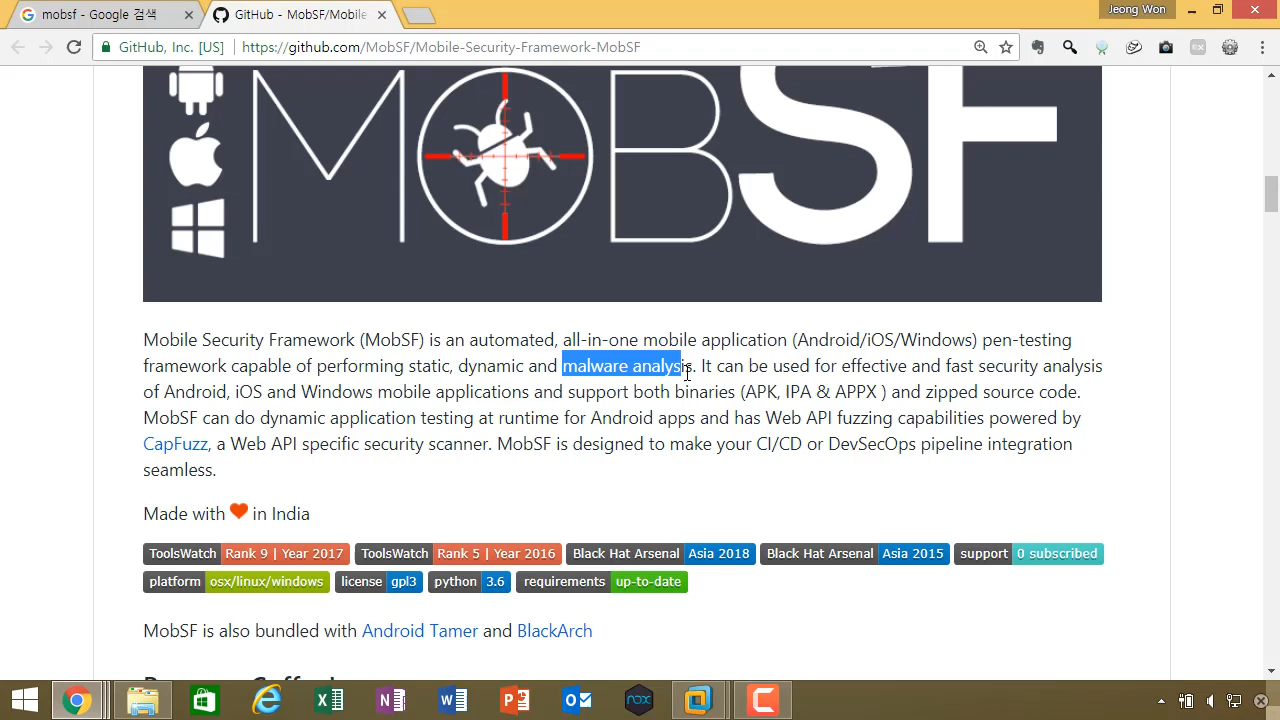 mobsf - Google 검색
GitHub - MobSF/Mobile
Jeong Won
GitHub, Inc. [US]
https://github.com/MobSF/Mobile-Security-Framework-MobSF
MOBSF
Mobile Security Framework (MobSF) is an automated, all-in-one mobile application (Android/iOS/Windows) pen-testing
framework capable of performing static, dynamic and malware analysis. It can be used for effective and fast security analysis
of Android, iOS and Windows mobile applications and support both binaries (APK, IPA & APPX ) and zipped source code.
MobSF can do dynamic application testing at runtime for Android apps and has Web API fuzzing capabilities powered by
CapFuzz, a Web API specific security scanner. MobSF is designed to make your CI/CD or DevSecOps pipeline integration
seamless.
Made with ❤ in India
ToolsWatch Rank 9 | Year 2017 ToolsWatch Rank 5 | Year 2016 Black Hat Arsenal Asia 2018 Black Hat Arsenal Asia 2015 support 0 subscribed
platform osx/linux/windows license gpl3 python 3.6 requirements up-to-date
MobSF is also bundled with Android Tamer and BlackArch
nox